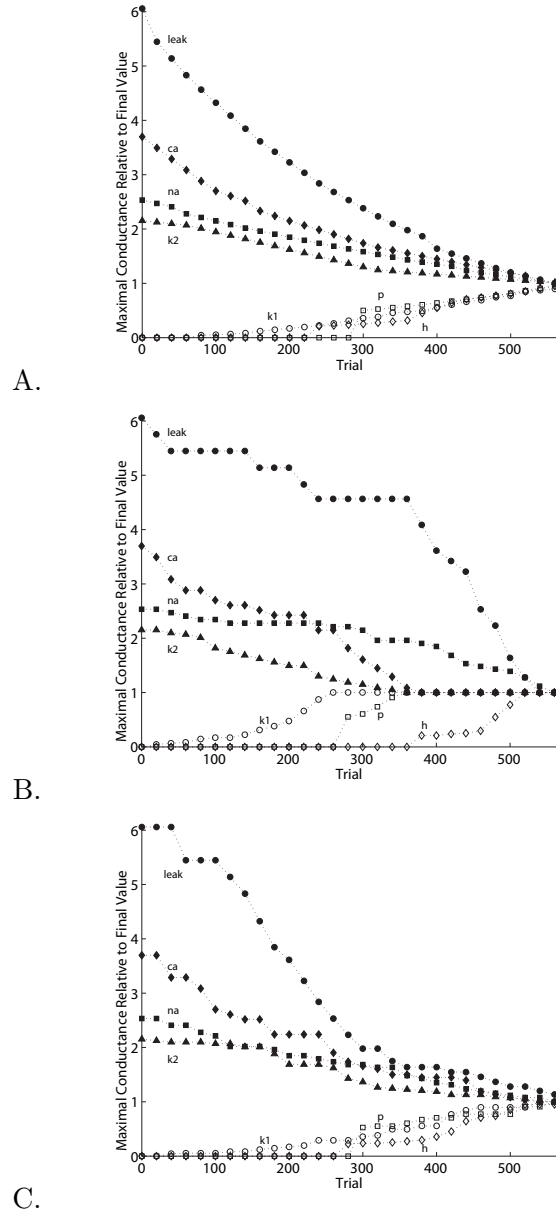 Maximal Conductance Relative to Final Value
6
5
4
3
2
1
0
leak
ca
na
k2
k1
p
h
0 100 200 300 400 500
Trial
A.
Maximal Conductance Relative to Final Value
6
5
4
3
2
1
0
leak
ca
na
k2
k1
p
h
0 100 200 300 400 500
Trial
B.
Maximal Conductance Relative to Final Value
6
5
4
3
2
1
0
leak
ca
na
k2
k1
p
h
0 100 200 300 400 500
Trial
C.